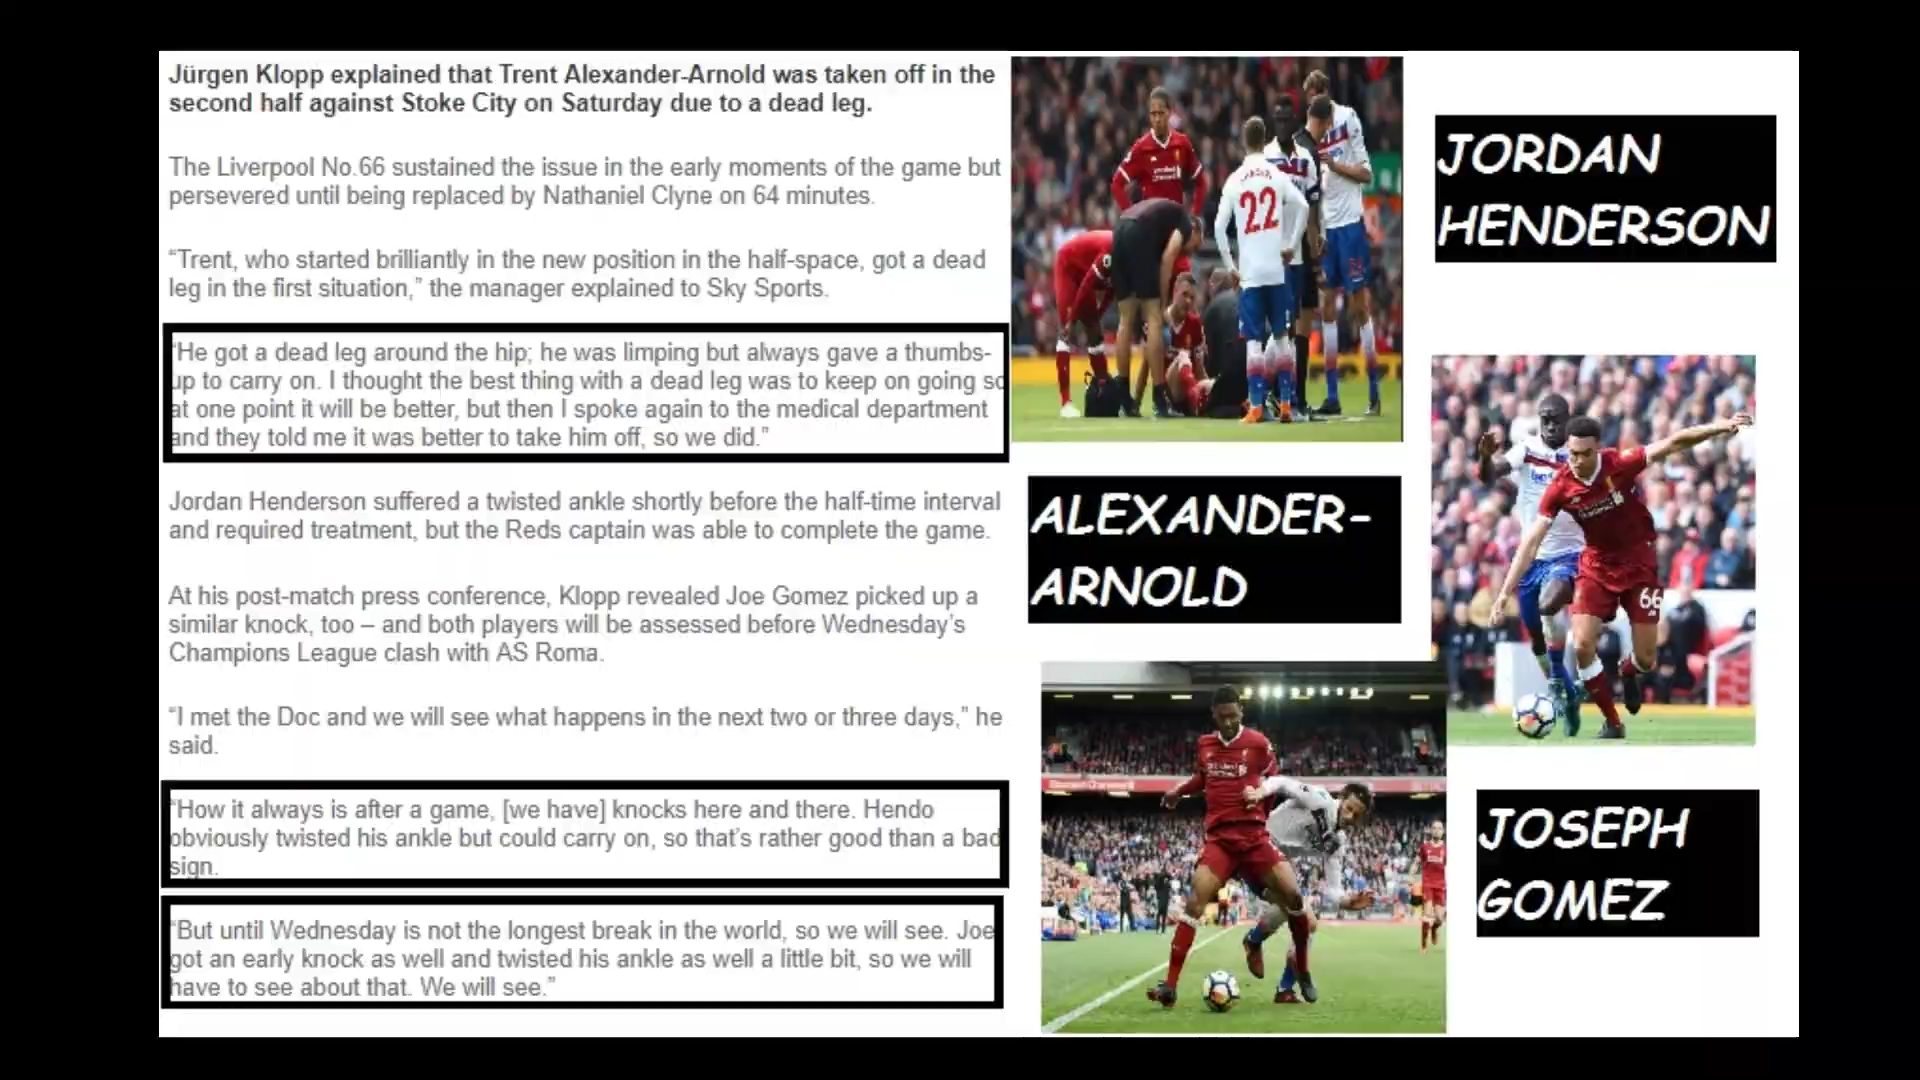 Jürgen Klopp explained that Trent Alexander-Arnold was taken off in the
second half against Stoke City on Saturday due to a dead leg.
The Liverpool No.66 sustained the issue in the early moments of the game but
persevered until being replaced by Nathaniel Clyne on 64 minutes.
“Trent, who started brilliantly in the new position in the half-space, got a dead
leg in the first situation,” the manager explained to Sky Sports.
“He got a dead leg around the hip; he was limping but always gave a thumbs-
up to carry on. I thought the best thing with a dead leg was to keep on going so
at one point it will be better, but then I spoke again to the medical department
and they told me it was better to take him off, so we did.”
Jordan Henderson suffered a twisted ankle shortly before the half-time interval
and required treatment, but the Reds captain was able to complete the game.
At his post-match press conference, Klopp revealed Joe Gomez picked up a
similar knock, too – and both players will be assessed before Wednesday’s
Champions League clash with AS Roma.
“I met the Doc and we will see what happens in the next two or three days,” he
said.
“How it always is after a game, [we have] knocks here and there. Hendo
obviously twisted his ankle but could carry on, so that’s rather good than a bad
sign.
“But until Wednesday is not the longest break in the world, so we will see. Joe
got an early knock as well and twisted his ankle as well a little bit, so we will
have to see about that. We will see.”
22
JORDAN
HENDERSON
ALEXANDER-
ARNOLD
66
JOSEPH
GOMEZ